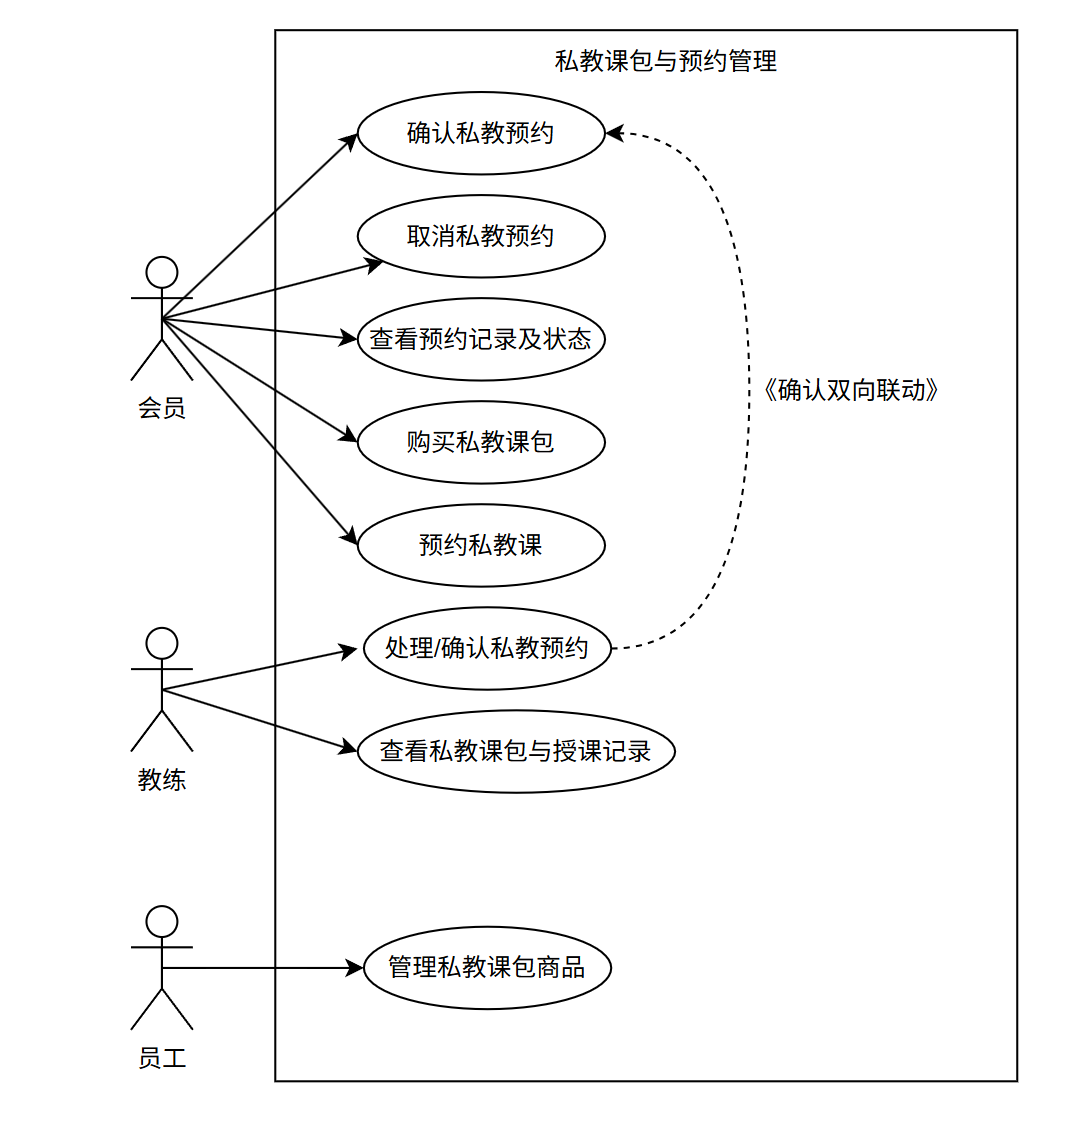 私教课包与预约管理
确认私教预约
取消私教预约
查看预约记录及状态
会员
《确认双向联动》
购买私教课包
预约私教课
处理/确认私教预约
查看私教课包与授课记录
教练
管理私教课包商品
员工